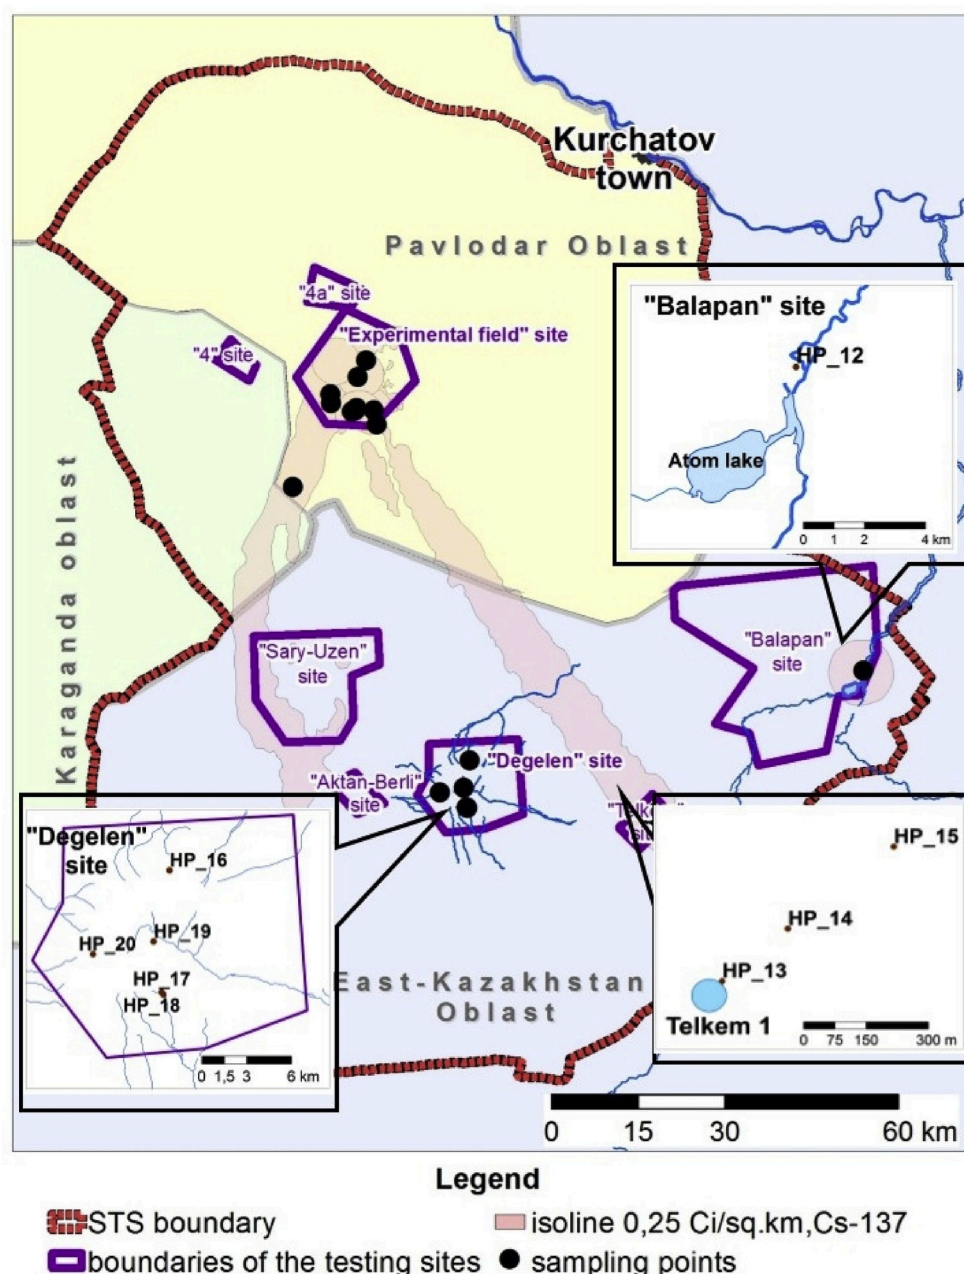 Kurchatov
town
Pavlodar Oblast
"4a" site
"Experimental field" site
"4" site
"Balapan" site
HP_12
Atom lake
0 1 2 4 km
Karaganda oblast
"Sary-Uzen"
site
"Balapan"
site
"Degelen" site
"Aktan-Berli"
site
"Degelen"
site
HP_16
HP_19
HP_20
HP_17
HP_18
0 1,5 3 6 km
HP_15
HP_14
HP_13
Telkem 1
0 75 150 300 m
East-Kazakhstan
Oblast
0 15 30 60 km
Legend
STS boundary
isoline 0,25 Ci/sq.km,Cs-137
boundaries of the testing sites
sampling points